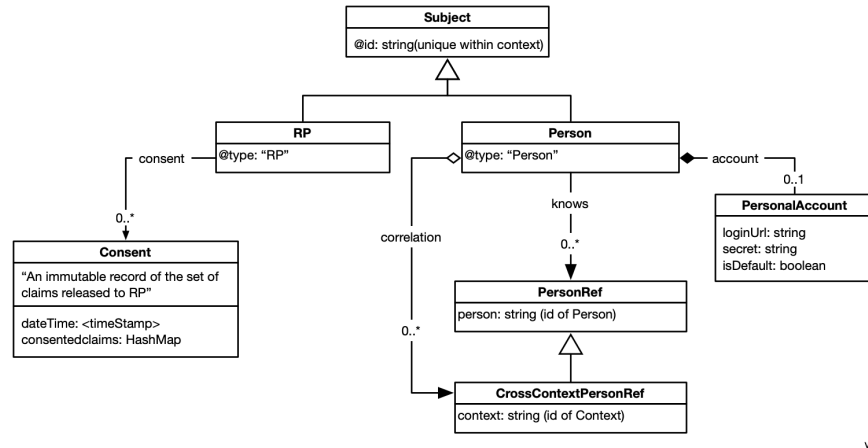 Subject
@id: string(unique within context)
RP
@type: “RP”
Person
@type: “Person”
consent
account
0..1
PersonalAccount
loginUrl: string
secret: string
isDefault: boolean
knows
0..*
0..*
correlation
Consent
“An immutable record of the set of
claims released to RP”
dateTime: <timeStamp>
consentedclaims: HashMap
PersonRef
person: string (id of Person)
0..*
CrossContextPersonRef
context: string (id of Context)